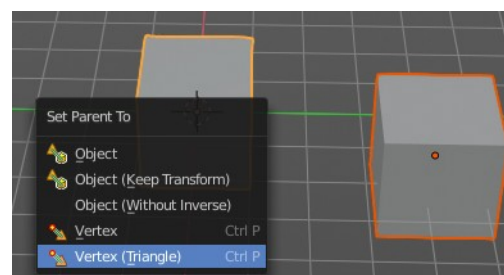 Set Parent To
Object
Object (Keep Transform)
Object (Without Inverse)
Vertex Ctrl P
Vertex (Triangle) Ctrl P